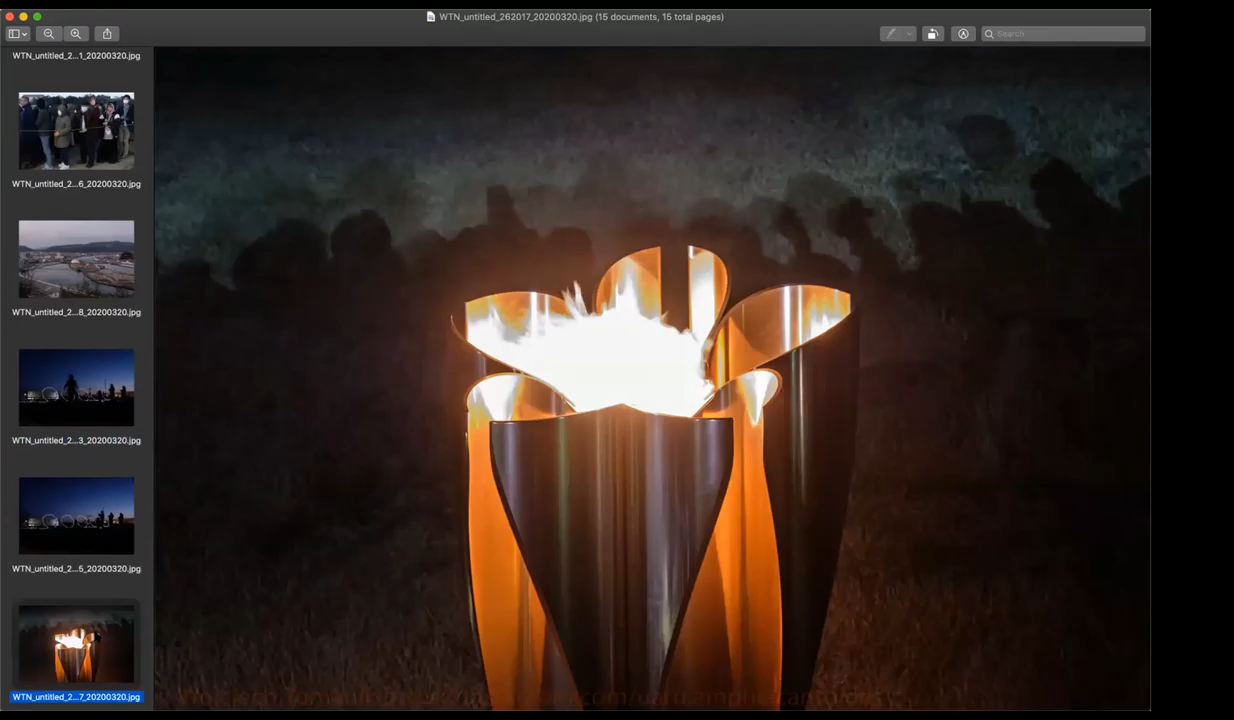 WTN_untitled_262017_20200320.jpg (15 documents, 15 total pages)
Search
WTN_untitled_2...1_20200320.jpg
WTN_untitled_2...6_20200320.jpg
WTN_untitled_2...8_20200320.jpg
WTN_untitled_2...3_20200320.jpg
WTN_untitled_2...5_20200320.jpg
WTN_untitled_2...7_20200320.jpg